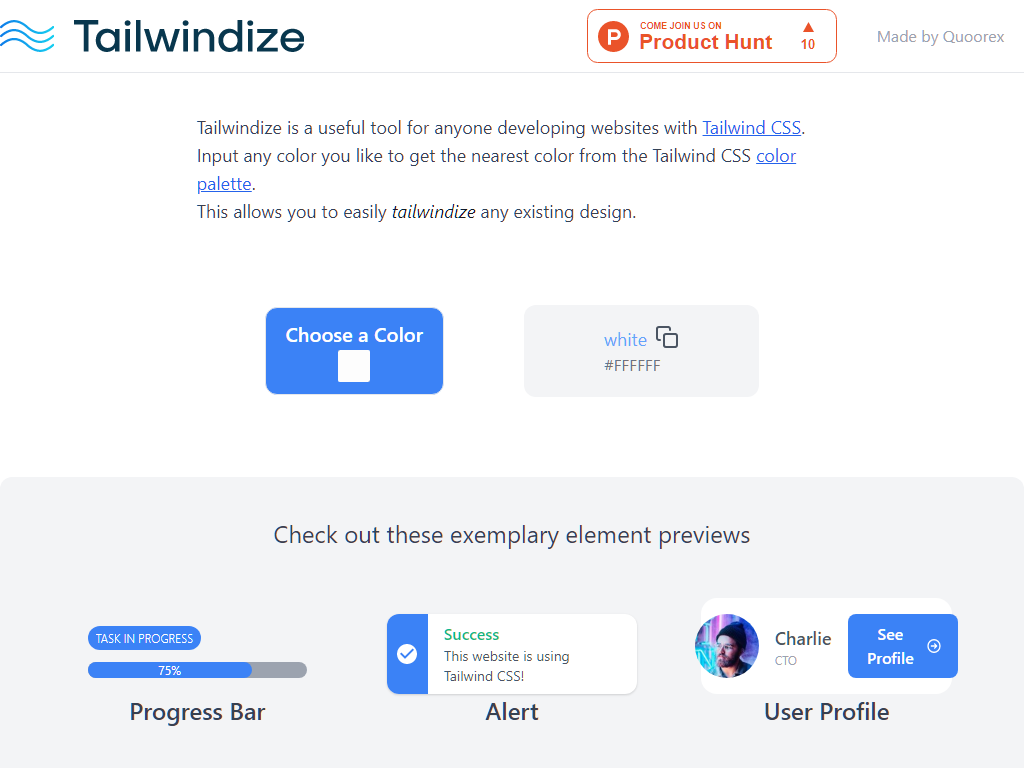 Tailwindize
COME JOIN US ON
Product Hunt
10
Made by Quoorex
Tailwindize is a useful tool for anyone developing websites with Tailwind CSS.
Input any color you like to get the nearest color from the Tailwind CSS color
palette.
This allows you to easily tailwindize any existing design.
Choose a Color
white
#FFFFFF
Check out these exemplary element previews
TASK IN PROGRESS
75%
Progress Bar
Success
This website is using
Tailwind CSS!
Alert
Charlie
CTO
See
Profile
User Profile